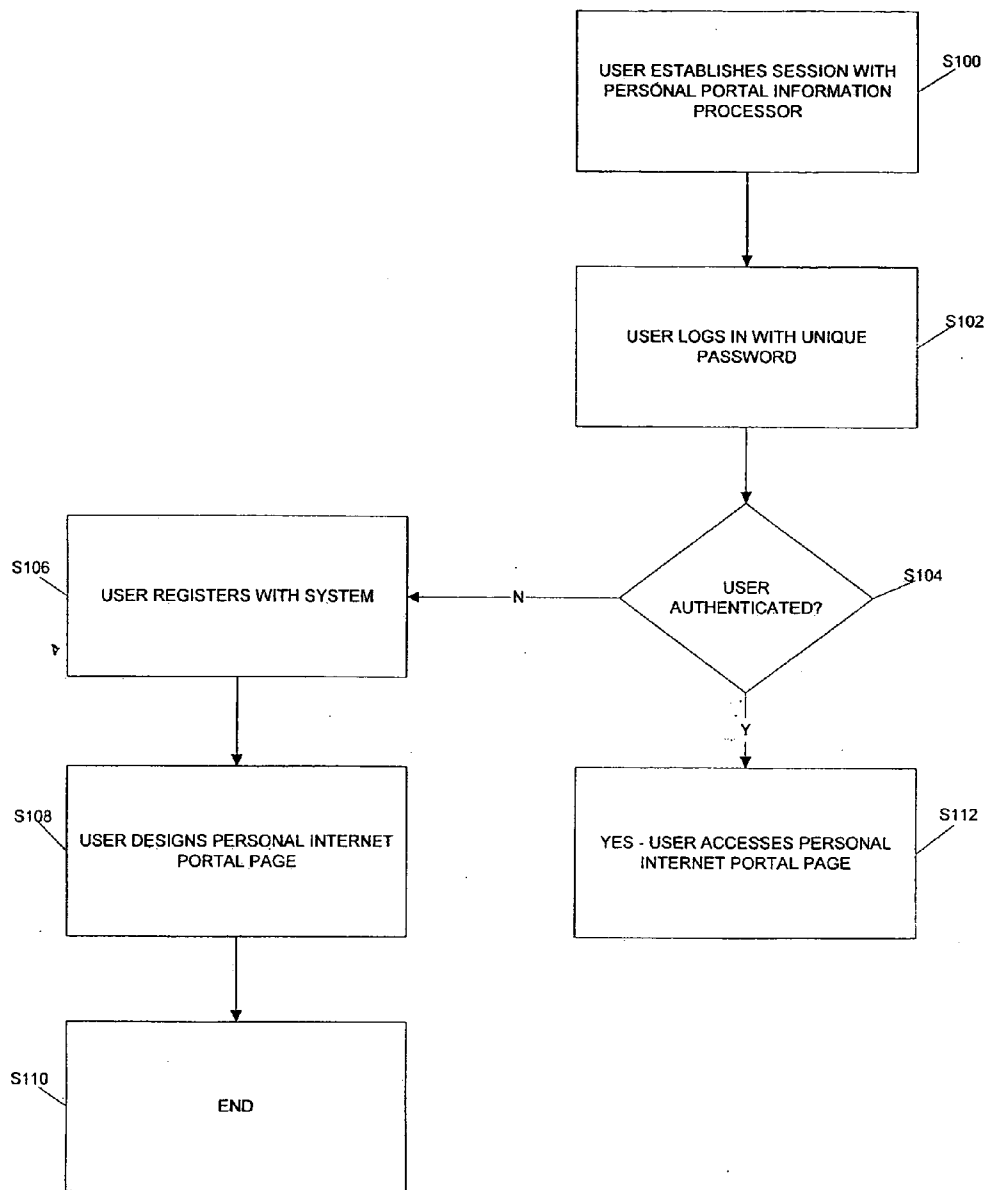 USER ESTABLISHES SESSION WITH
PERSONAL PORTAL INFORMATION
PROCESSOR
S100
USER LOGS IN WITH UNIQUE
PASSWORD
S102
USER
AUTHENTICATED?
S104
N
Y
S106
USER REGISTERS WITH SYSTEM
S108
USER DESIGNS PERSONAL INTERNET
PORTAL PAGE
S110
END
YES - USER ACCESSES PERSONAL
INTERNET PORTAL PAGE
S112